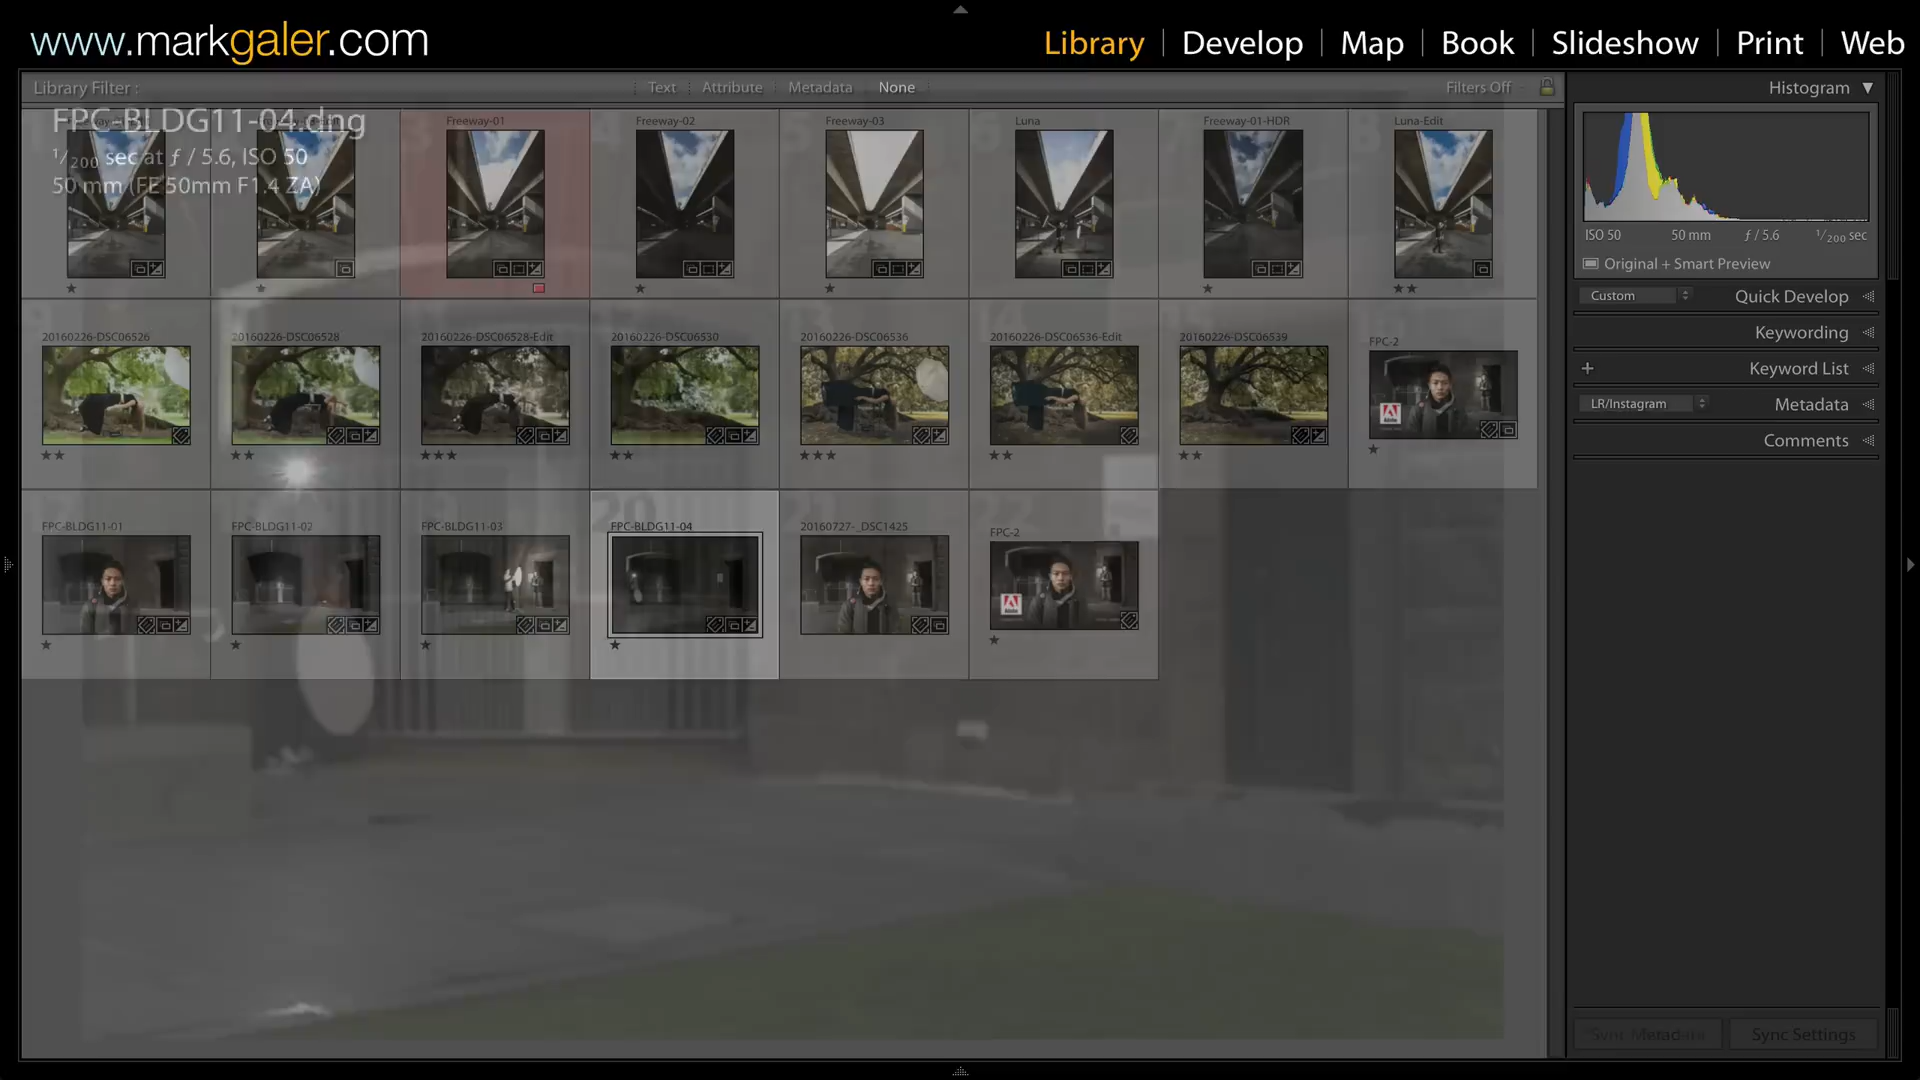 www.markgaler.com
Library | Develop | Map | Book | Slideshow | Print | Web
Library Filter :
Text
Attribute
Metadata
None
Filters Off
Histogram
FPC-BLDG11-04.dng
1/200 sec at ƒ / 5.6, ISO 50
50 mm (FE 50mm F1.4 ZA)
Freeway-01
Freeway-02
Freeway-03
Luna
Freeway-01-HDR
Luna-Edit
ISO 50
50 mm
ƒ / 5.6
1/200 sec
Original + Smart Preview
Custom
Quick Develop
Keywording
Keyword List
LR/Instagram
Metadata
Comments
20160226-DSC06526
20160226-DSC06528
20160226-DSC06528-Edit
20160226-DSC06530
20160226-DSC06536
20160226-DSC06536-Edit
20160226-DSC06539
FPC-2
FPC-BLDG11-01
FPC-BLDG11-02
FPC-BLDG11-03
FPC-BLDG11-04
20160727-_DSC1425
FPC-2
Sync Metadata
Sync Settings